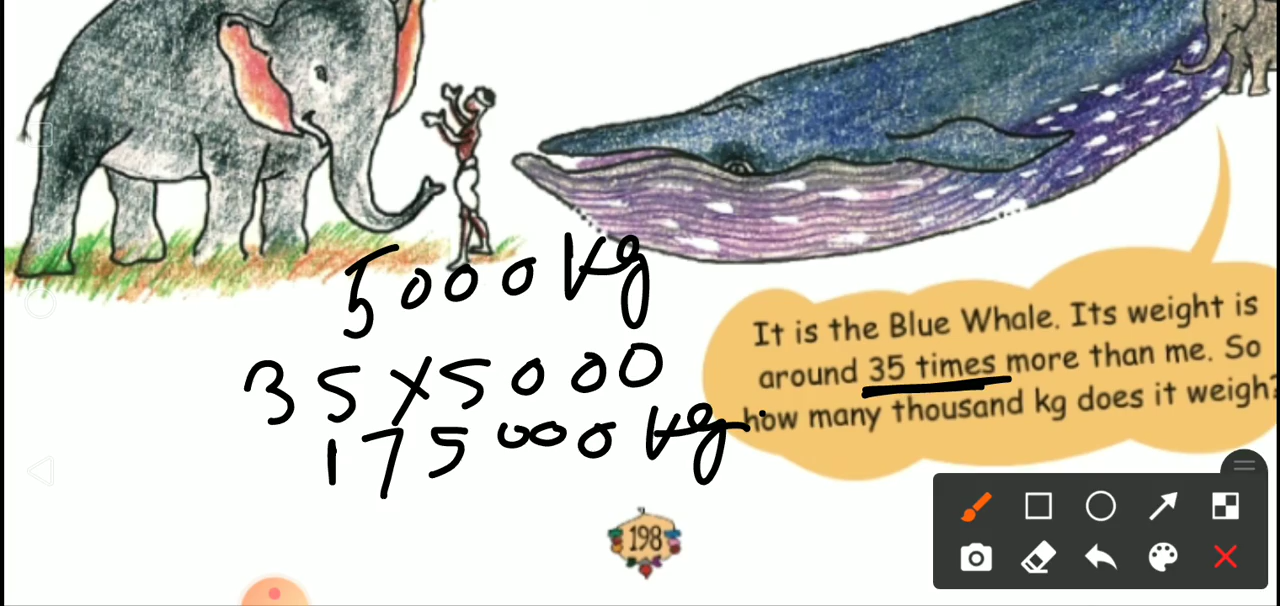 5000 kg
35 × 5000
175000 kg.
It is the Blue Whale. Its weight is
around 35 times more than me. So
how many thousand kg does it weigh?
198